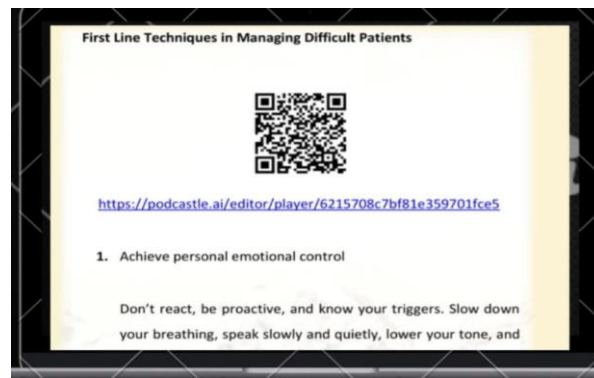 First Line Techniques in Managing Difficult Patients
https://podcastle.ai/editor/player/6215708c7bf81e359701fce5
1. Achieve personal emotional control
Don't react, be proactive, and know your triggers. Slow down
your breathing, speak slowly and quietly, lower your tone, and